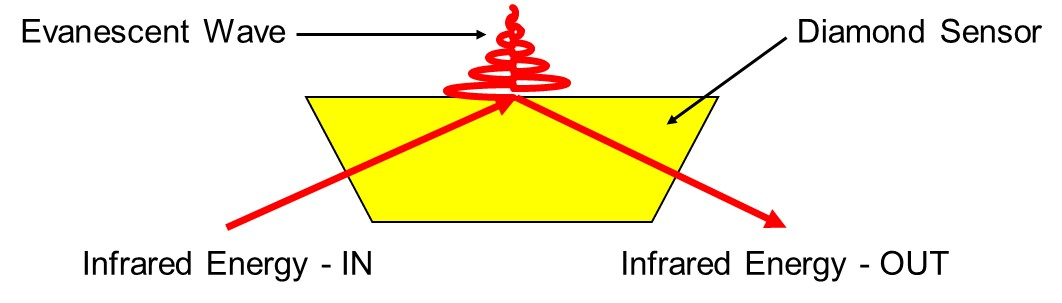 Evanescent Wave
Diamond Sensor
Infrared Energy - IN
Infrared Energy - OUT